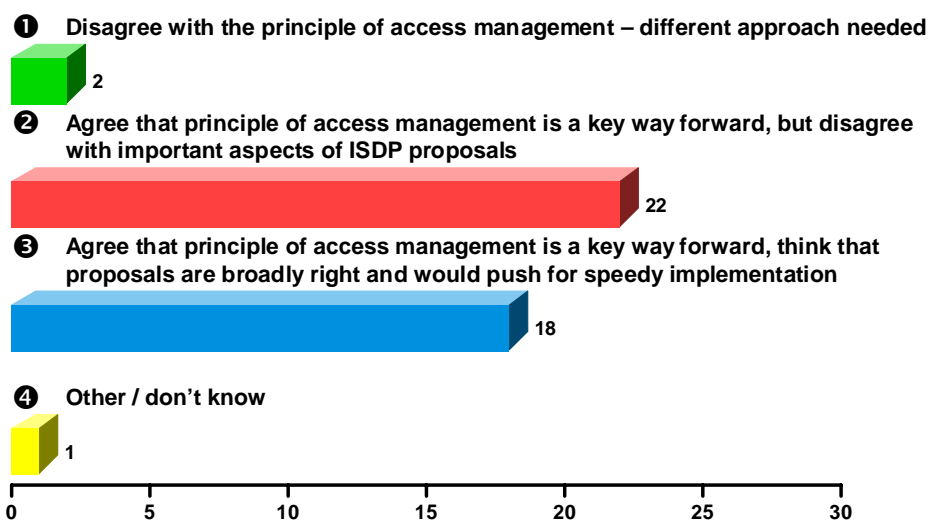 ❶ Disagree with the principle of access management – different approach needed
2
❷ Agree that principle of access management is a key way forward, but disagree
with important aspects of ISDP proposals
22
❸ Agree that principle of access management is a key way forward, think that
proposals are broadly right and would push for speedy implementation
18
❹ Other / don’t know
1
0 5 10 15 20 25 30